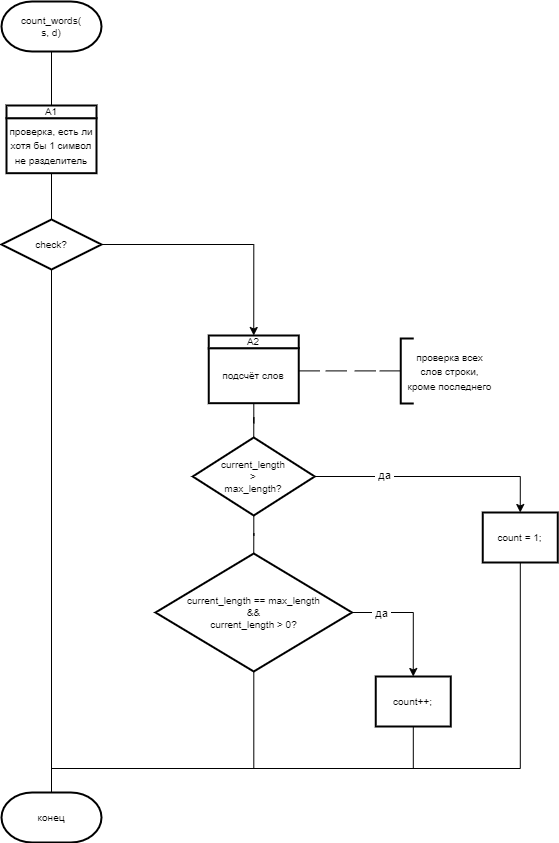 count_words(
s, d)
A1
проверка, есть ли
хотя бы 1 символ
не разделитель
check?
A2
подсчёт слов
проверка всех
слов строки,
кроме последнего
current_length
>
max_length?
да
count = 1;
current_length == max_length
&&
current_length > 0?
да
count++;
конец